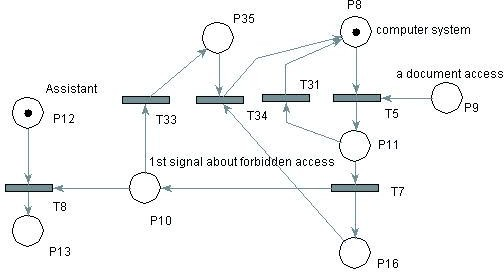 P8
P35
computer system
a document access
T31
Assistant
P12
T33
T34
T5
P9
P11
1st signal about forbidden access
T7
T8
P10
P13
P16